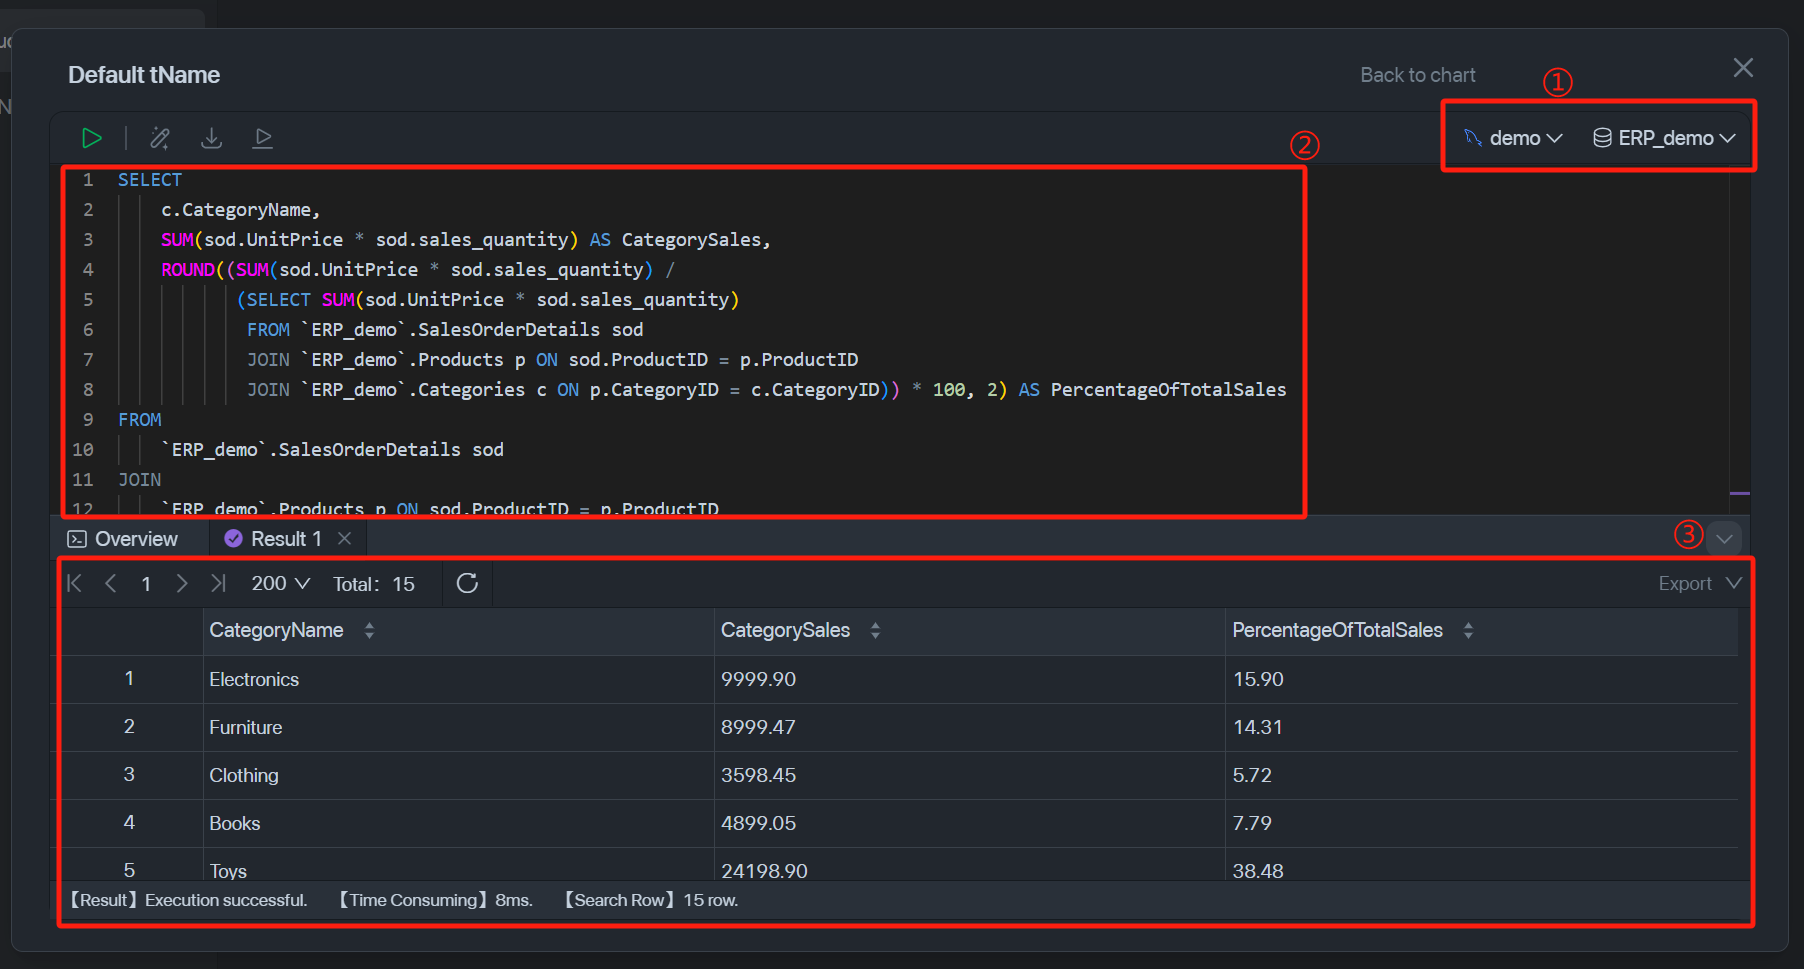 Default tName
Back to chart
①
demo
ERP_demo
②
1 SELECT
2 c.CategoryName,
3 SUM(sod.UnitPrice * sod.sales_quantity) AS CategorySales,
4 ROUND((SUM(sod.UnitPrice * sod.sales_quantity) /
5 (SELECT SUM(sod.UnitPrice * sod.sales_quantity)
6 FROM `ERP_demo`.SalesOrderDetails sod
7 JOIN `ERP_demo`.Products p ON sod.ProductID = p.ProductID
8 JOIN `ERP_demo`.Categories c ON p.CategoryID = c.CategoryID)) * 100, 2) AS PercentageOfTotalSales
9 FROM
10 `ERP_demo`.SalesOrderDetails sod
11 JOIN
12 `ERP_demo`.Products p ON sod.ProductID = p.ProductID
Overview
Result 1
③
1 200 Total: 15
Export
CategoryName CategorySales PercentageOfTotalSales
1 Electronics 9999.90 15.90
2 Furniture 8999.47 14.31
3 Clothing 3598.45 5.72
4 Books 4899.05 7.79
5 Toys 24198.90 38.48
【Result】Execution successful. 【Time Consuming】8ms. 【Search Row】15 row.